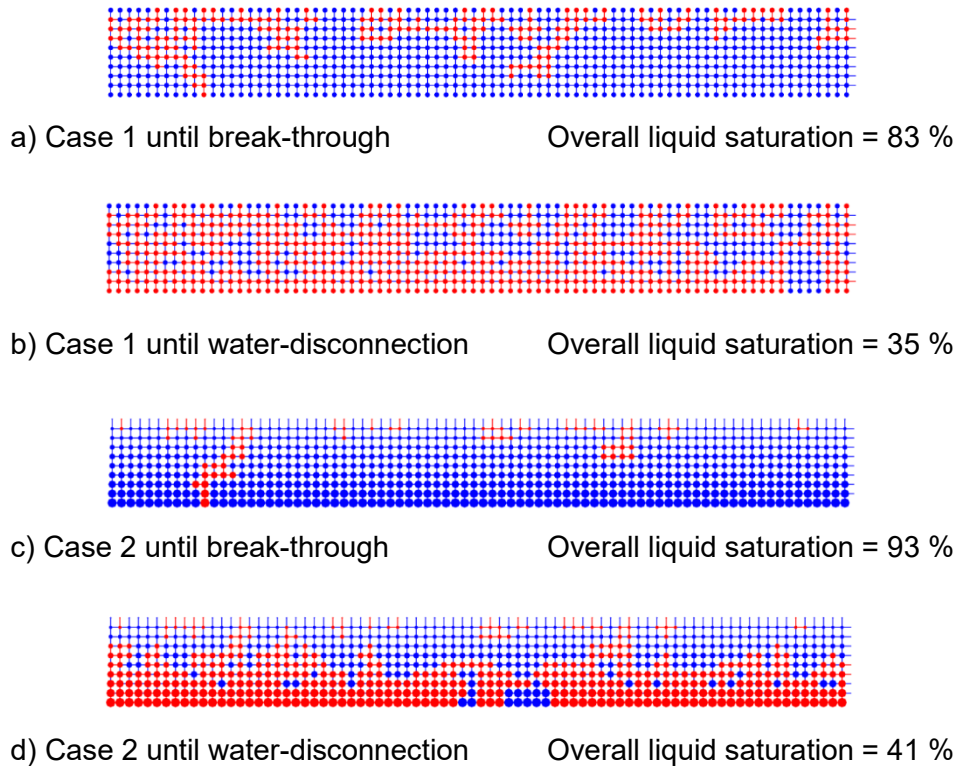 a) Case 1 until break-through Overall liquid saturation = 83 %
b) Case 1 until water-disconnection Overall liquid saturation = 35 %
c) Case 2 until break-through Overall liquid saturation = 93 %
d) Case 2 until water-disconnection Overall liquid saturation = 41 %